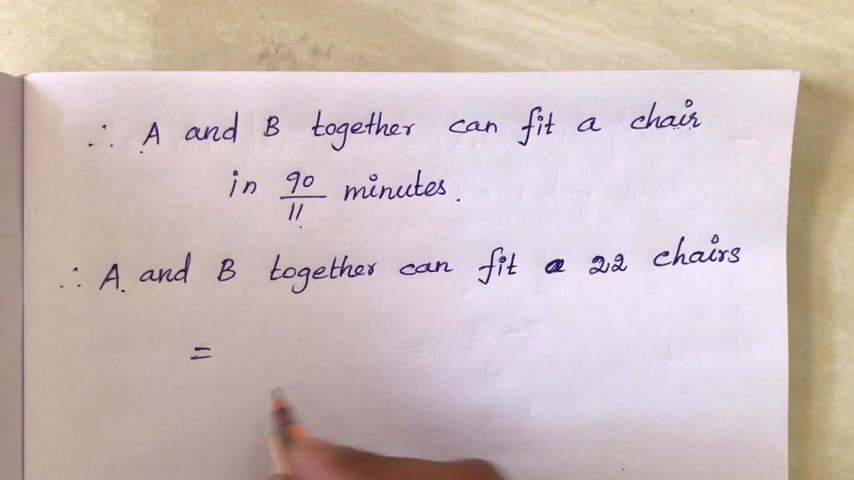 ∴ A and B together can fit a chair
in 90/11 minutes.
∴ A and B together can fit a 22 chairs
=